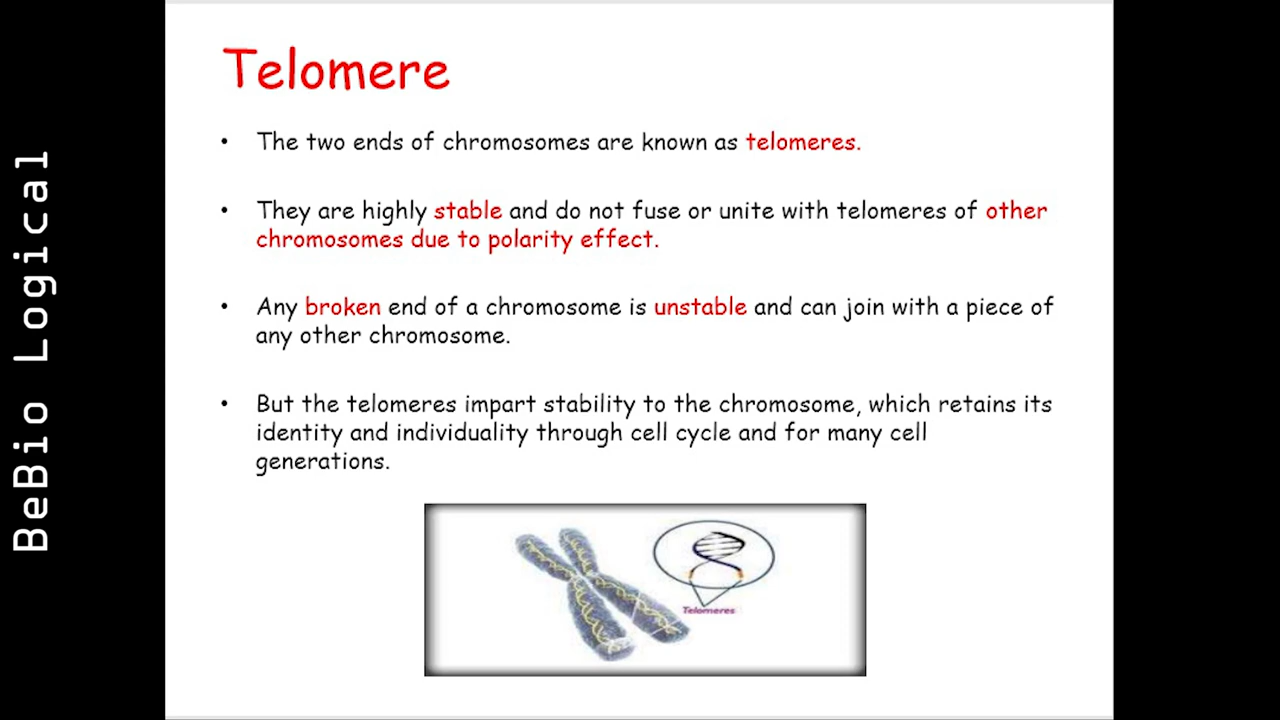 BeBio Logical
Telomere
• The two ends of chromosomes are known as telomeres.
• They are highly stable and do not fuse or unite with telomeres of other
chromosomes due to polarity effect.
• Any broken end of a chromosome is unstable and can join with a piece of
any other chromosome.
• But the telomeres impart stability to the chromosome, which retains its
identity and individuality through cell cycle and for many cell
generations.
Telomeres